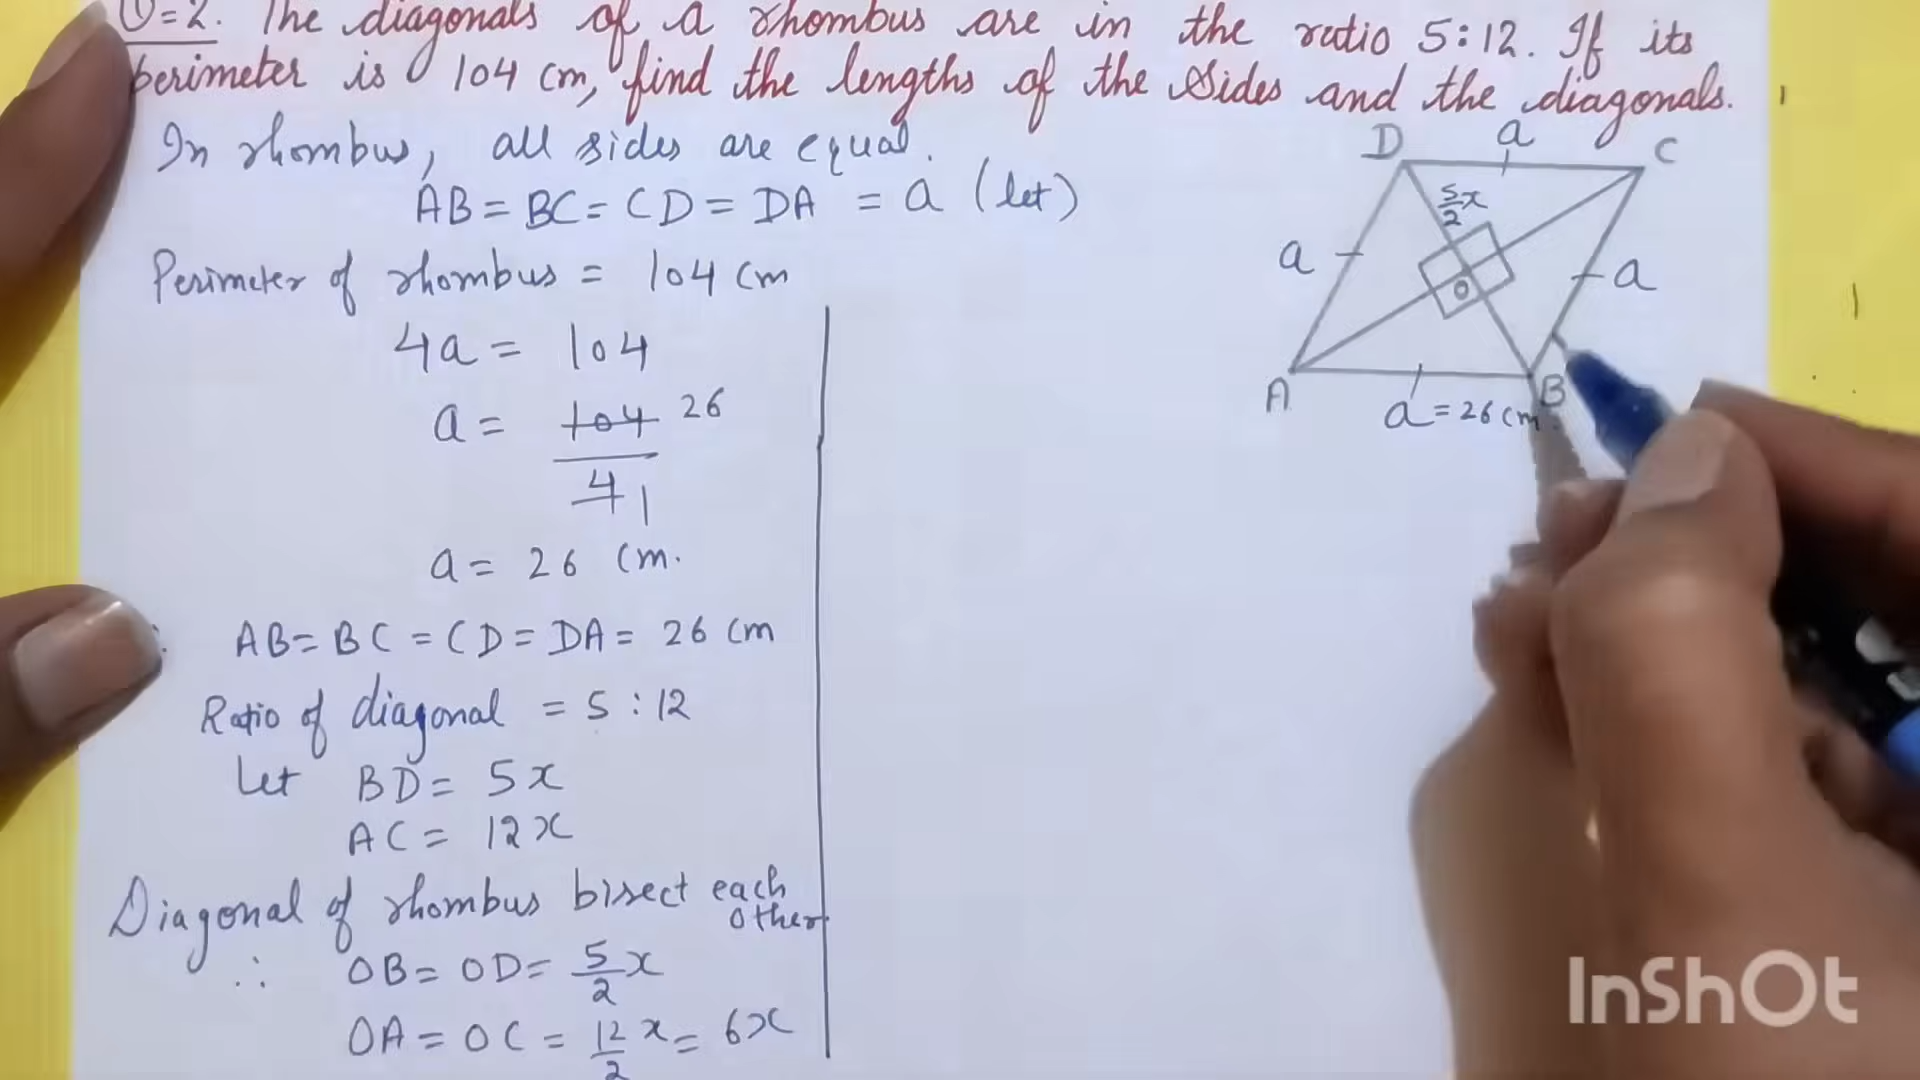 Q=2. The diagonals of a rhombus are in the ratio 5:12. If its
perimeter is 104 cm, find the lengths of the sides and the diagonals.
In rhombus, all sides are equal.
AB = BC = CD = DA = a (let)
Perimeter of rhombus = 104 cm
4a = 104
a = 104/4 26
1
a = 26 cm.
∴ AB = BC = CD = DA = 26 cm
Ratio of diagonal = 5 : 12
Let BD = 5x
AC = 12x
Diagonal of rhombus bisect each
other
∴ OB = OD = 5/2 x
OA = OC = 12/2 x = 6x
D a C
5/2 x
a a
O
A B
a = 26 cm
InShOt